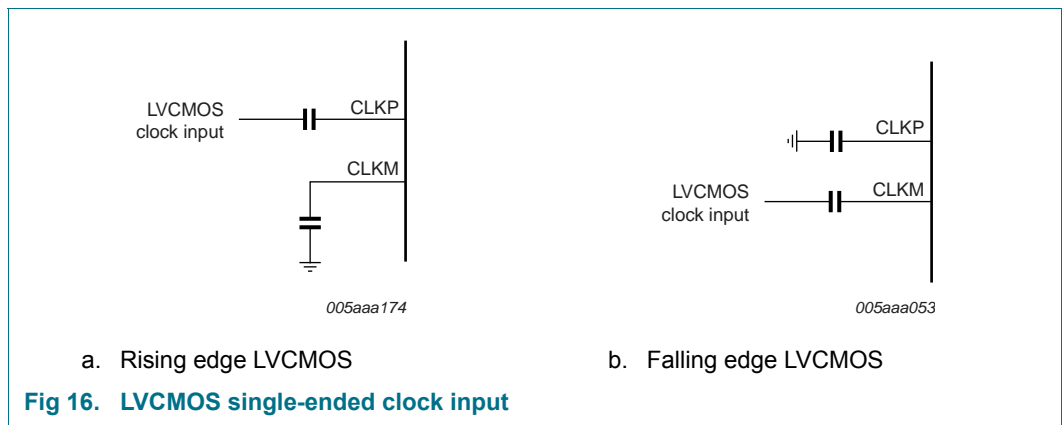 LVCMOS
clock input
CLKP
CLKM
005aaa174
a. Rising edge LVCMOS
CLKP
LVCMOS
clock input
CLKM
005aaa053
b. Falling edge LVCMOS
Fig 16. LVCMOS single-ended clock input